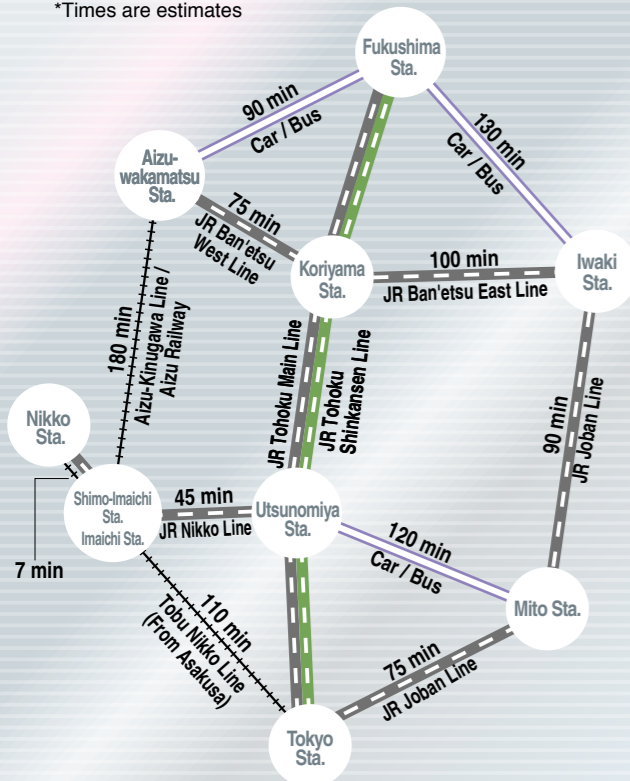 *Times are estimates
Fukushima
Sta.
90 min
Car / Bus
130 min
Car / Bus
Aizu-
wakamatsu
Sta.
75 min
JR Ban'etsu
West Line
Koriyama
Sta.
100 min
JR Ban'etsu East Line
Iwaki
Sta.
180 min
Aizu-Kinugawa Line /
Aizu Railway
JR Tohoku Main Line
JR Tohoku
Shinkansen Line
90 min
JR Joban Line
Nikko
Sta.
7 min
Shimo-Imaichi
Sta.
Imaichi Sta.
45 min
JR Nikko Line
Utsunomiya
Sta.
120 min
Car / Bus
Mito Sta.
110 min
Tobu Nikko Line
(From Asakusa)
75 min
JR Joban Line
Tokyo
Sta.